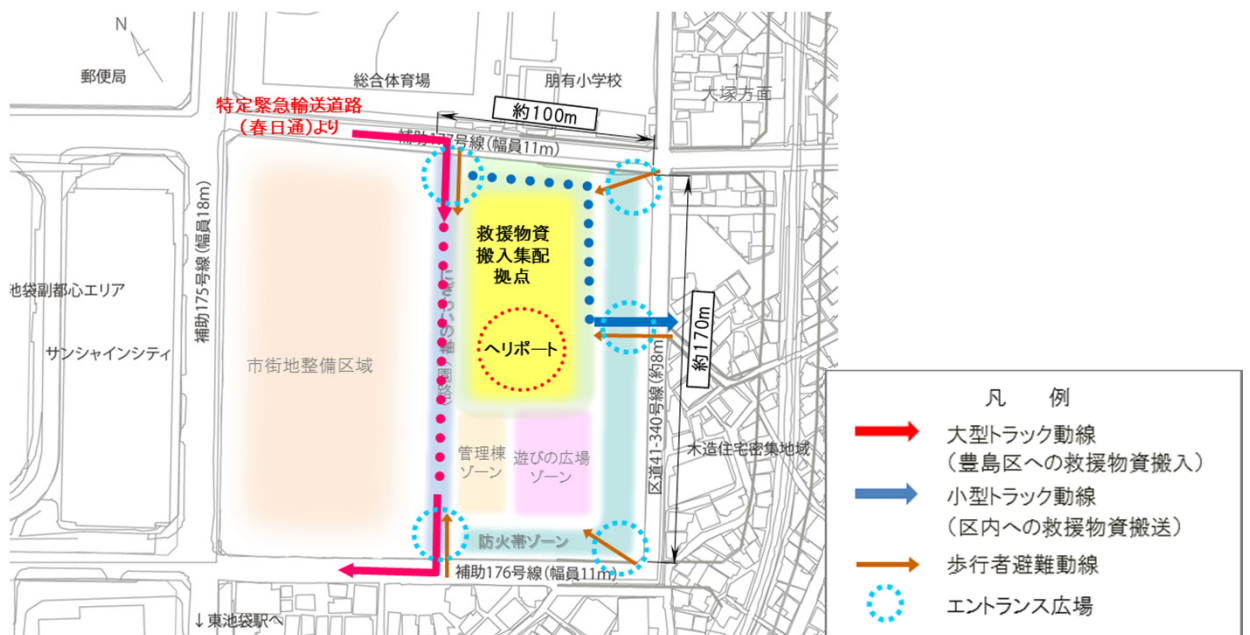 N
郵便局
総合体育場
朋有小学校
↑
大塚方面
特定緊急輸送道路
(春日通)より
約100m
補助177号線(幅員11m)
補助175号線(幅員18m)
救援物資
搬入集配
拠点
池袋副都心エリア
サンシャインシティ
市街地整備区域
ヘリポート
約170m
区道41-340号線(約8m)
管理棟
ゾーン
遊びの広場
ゾーン
木造住宅密集地域
防火帯ゾーン
補助176号線(幅員11m)
↓東池袋駅へ
凡 例
大型トラック動線
(豊島区への救援物資搬入)
小型トラック動線
(区内への救援物資搬送)
歩行者避難動線
エントランス広場